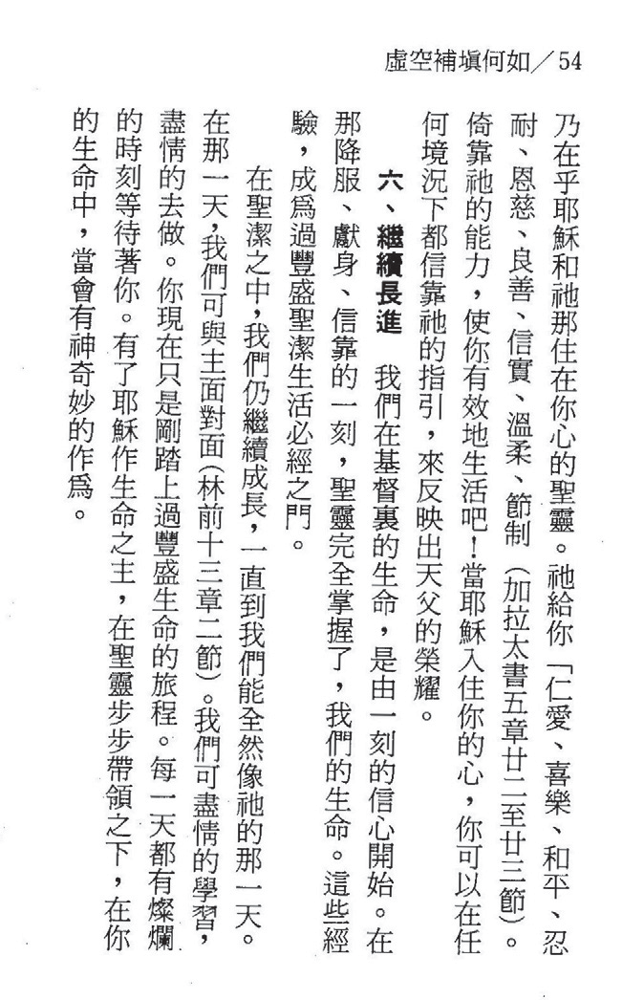 虛空補填何如／54
乃在乎耶穌和祂那住在你心的聖靈。祂給你「仁愛、喜樂、和平、忍
耐、恩慈、良善、信實、溫柔、節制（加拉太書五章廿二至廿三節）。
倚靠祂的能力，使你有效地生活吧！當耶穌入住你的心，你可以在任
何境況下都信靠祂的指引，來反映出天父的榮耀。
六、繼續長進　我們在基督裏的生命，是由一刻的信心開始。在
那降服、獻身、信靠的一刻，聖靈完全掌握了，我們的生命。這些經
驗，成爲過豐盛聖潔生活必經之門。
在聖潔之中，我們仍繼續成長，一直到我們能全然像祂的那一天。
在那一天，我們可與主面對面(林前十三章二節)。我們可盡情的學習，
盡情的去做。你現在只是剛踏上過豐盛生命的旅程。每一天都有燦爛
的時刻等待著你。有了耶穌作生命之主，在聖靈步步帶領之下，在你
的生命中，當會有神奇妙的作爲。